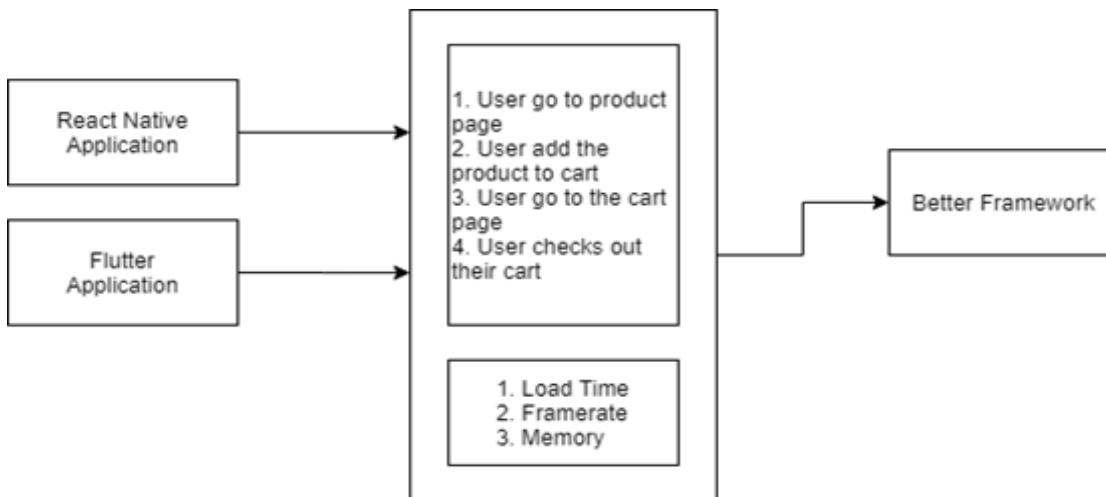 React Native
Application
Flutter
Application
1. User go to product
page
2. User add the
product to cart
3. User go to the cart
page
4. User checks out
their cart
1. Load Time
2. Framerate
3. Memory
Better Framework